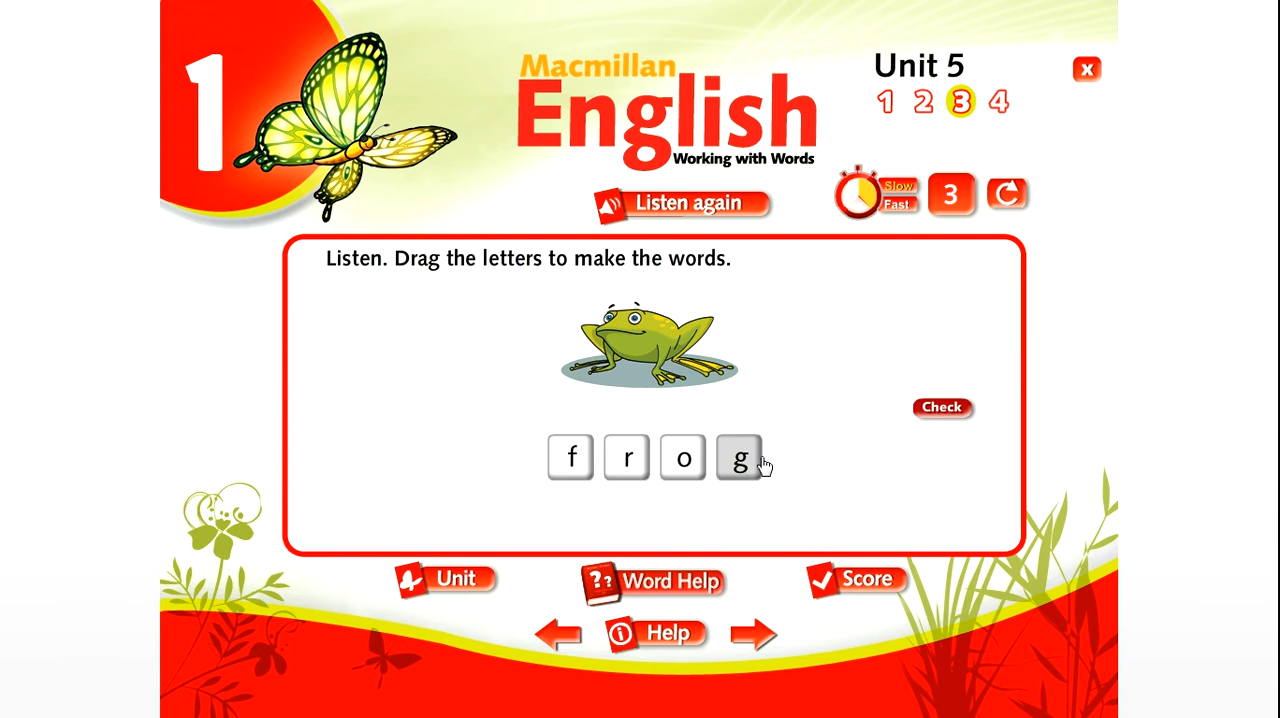 1
Macmillan
English
Working with Words
Unit 5
1 2 3 4
x
Listen again
Slow
Fast
3
Listen. Drag the letters to make the words.
Check
f r o g
Unit
?? Word Help
Score
i Help